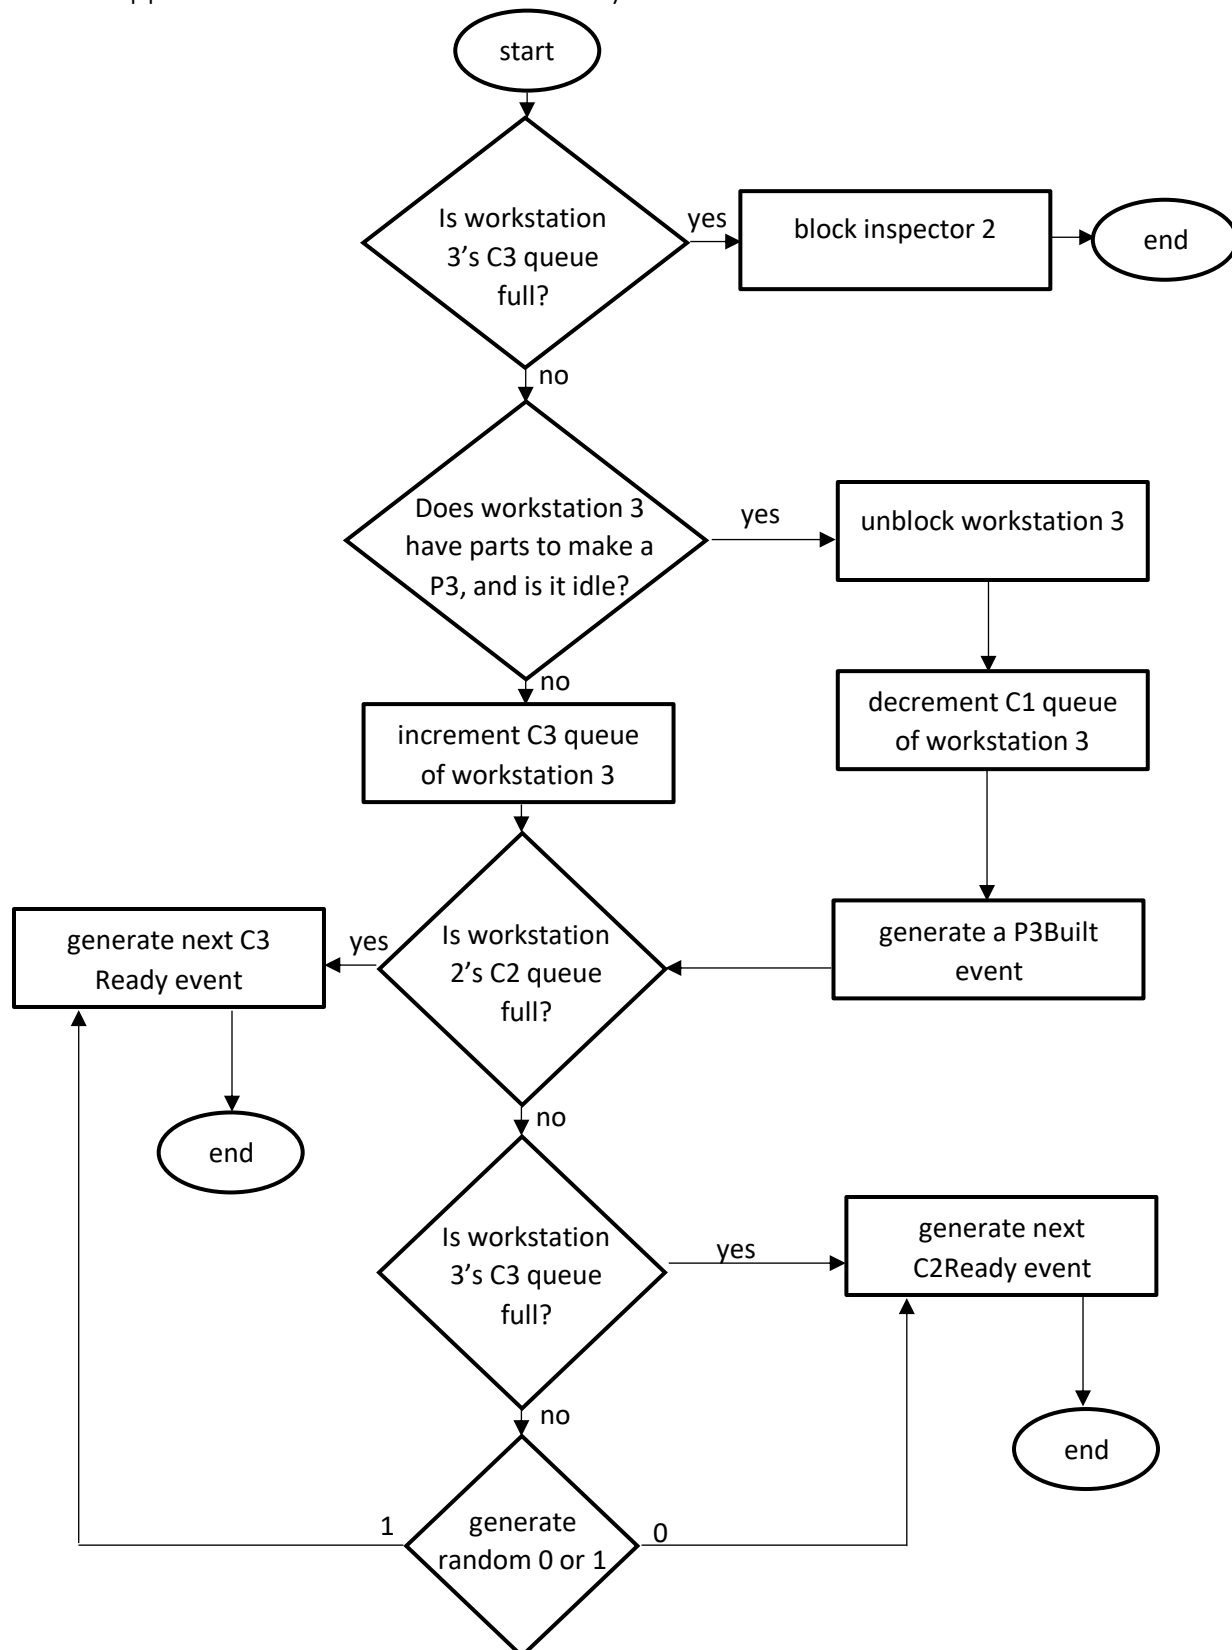 start
Is workstation
3’s C3 queue
full?
yes
block inspector 2
end
no
Does workstation 3
have parts to make a
P3, and is it idle?
yes
unblock workstation 3
no
decrement C1 queue
of workstation 3
increment C3 queue
of workstation 3
generate a P3Built
event
Is workstation
2’s C2 queue
full?
yes
generate next C3
Ready event
end
no
Is workstation
3’s C3 queue
full?
yes
generate next
C2Ready event
end
no
generate
random 0 or 1
1
0